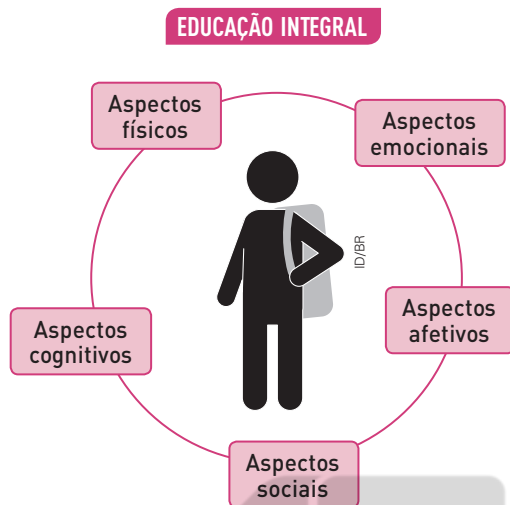 EDUCAÇÃO INTEGRAL
Aspectos
físicos
Aspectos
emocionais
ID/BR
Aspectos
afetivos
Aspectos
cognitivos
Aspectos
sociais